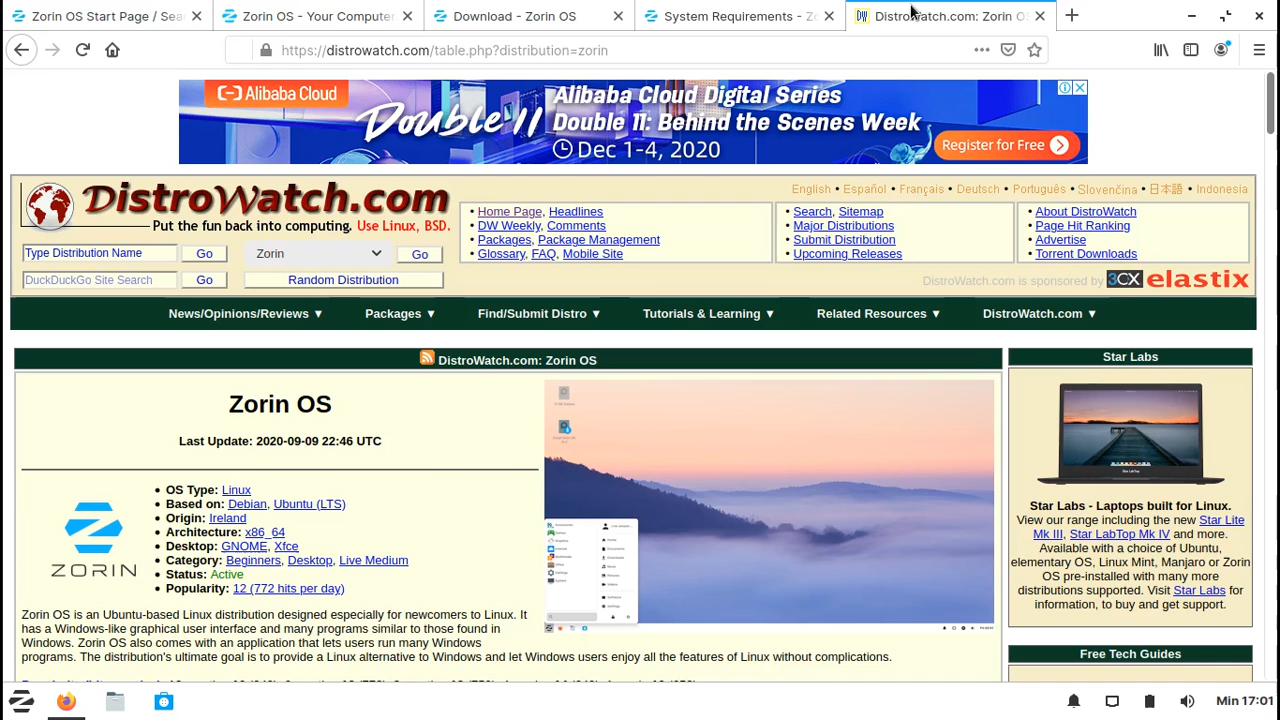 Zorin OS Start Page / Sea
Zorin OS - Your Computer
Download - Zorin OS
System Requirements - Zo
DistroWatch.com: Zorin OS
https://distrowatch.com/table.php?distribution=zorin
Alibaba Cloud
Double 11
Alibaba Cloud Digital Series
Double 11: Behind the Scenes Week
Dec 1-4, 2020
Register for Free
DistroWatch.com
Put the fun back into computing. Use Linux, BSD.
English • Español • Français • Deutsch • Português • Slovenčina • 日本語 • Indonesia
• Home Page, Headlines
• DW Weekly, Comments
• Packages, Package Management
• Glossary, FAQ, Mobile Site
• Search, Sitemap
• Major Distributions
• Submit Distribution
• Upcoming Releases
• About DistroWatch
• Page Hit Ranking
• Advertise
• Torrent Downloads
Type Distribution Name Go Zorin Go
DuckDuckGo Site Search Go Random Distribution
DistroWatch.com is sponsored by 3CX elastix
News/Opinions/Reviews ▼ Packages ▼ Find/Submit Distro ▼ Tutorials & Learning ▼ Related Resources ▼ DistroWatch.com ▼
DistroWatch.com: Zorin OS
Zorin OS
Last Update: 2020-09-09 22:46 UTC
ZORIN
• OS Type: Linux
• Based on: Debian, Ubuntu (LTS)
• Origin: Ireland
• Architecture: x86_64
• Desktop: GNOME, Xfce
• Category: Beginners, Desktop, Live Medium
• Status: Active
• Popularity: 12 (772 hits per day)
Zorin OS is an Ubuntu-based Linux distribution designed especially for newcomers to Linux. It
has a Windows-like graphical user interface and many programs similar to those found in
Windows. Zorin OS also comes with an application that lets users run many Windows
programs. The distribution's ultimate goal is to provide a Linux alternative to Windows and let Windows users enjoy all the features of Linux without complications.
Star Labs
Star Labs - Laptops built for Linux.
View our range including the new Star Lite
Mk III, Star LabTop Mk IV and more.
Available with a choice of Ubuntu,
elementary OS, Linux Mint, Manjaro or Zorin
OS pre-installed with many more
distributions supported. Visit Star Labs for
information, to buy and get support.
Free Tech Guides
Min 17:01